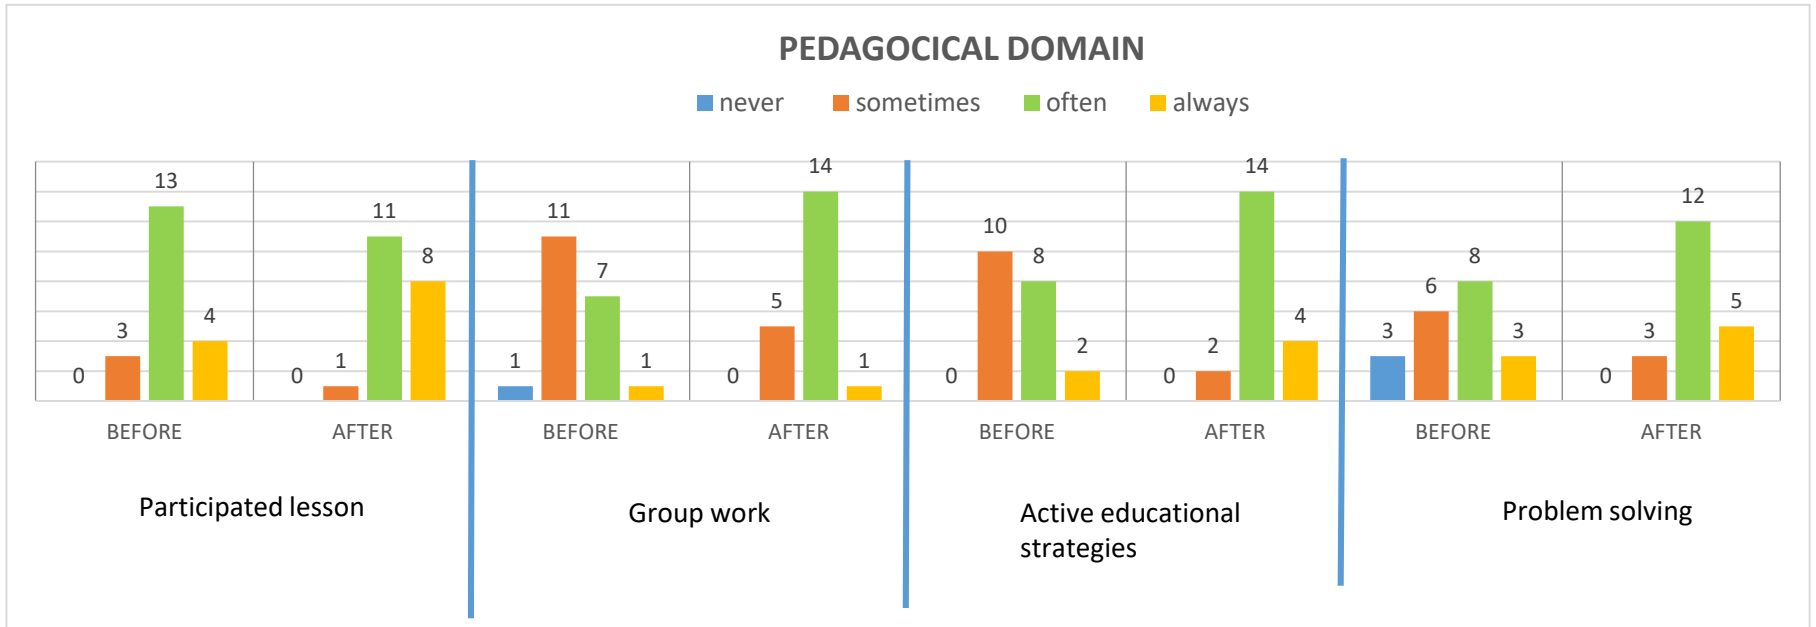 PEDAGOCICAL DOMAIN
never sometimes often always
0 3 13 4
0 1 11 8
1 11 7 1
0 5 14 1
0 10 8 2
0 2 14 4
3 6 8 3
0 3 12 5
BEFORE AFTER BEFORE AFTER BEFORE AFTER BEFORE AFTER
Participated lesson
Group work
Active educational
strategies
Problem solving